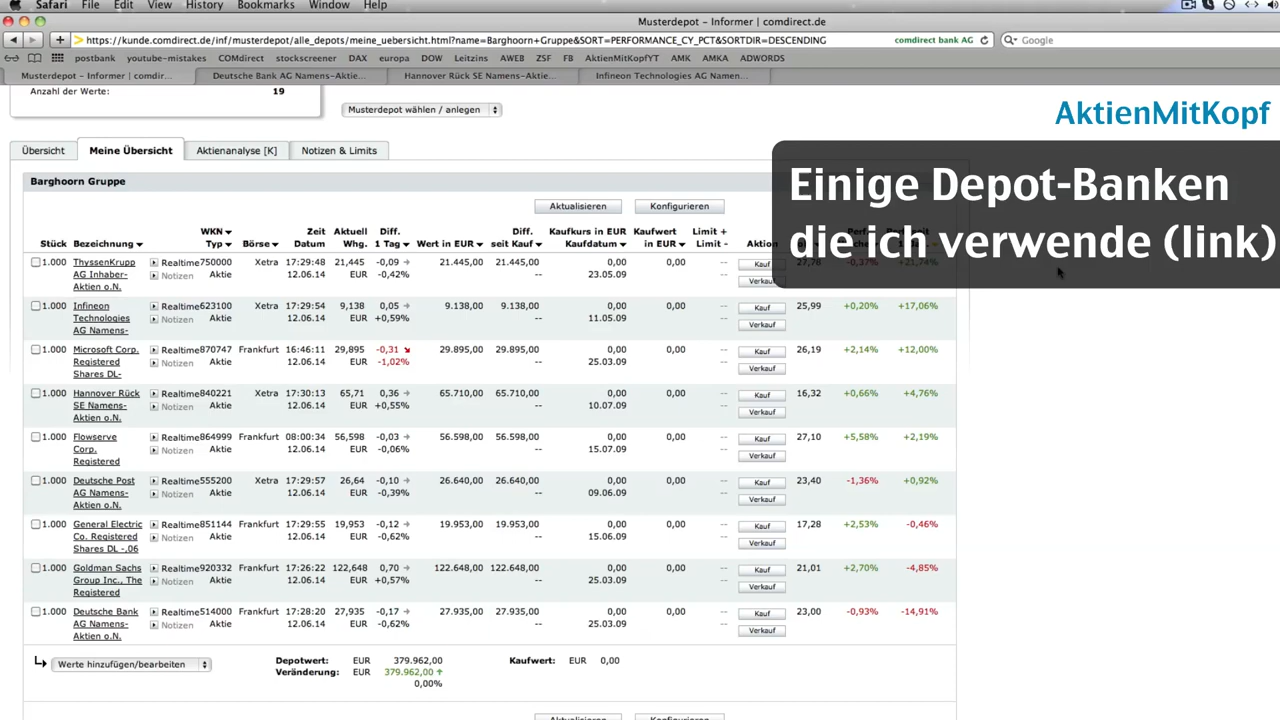 Safari File Edit View History Bookmarks Window Help
Musterdepot – Informer | comdirect.de
https://kunde.comdirect.de/inf/musterdepot/alle_depots/meine_uebersicht.html?name=Barghoorn+Gruppe&SORT=PERFORMANCE_CY_PCT&SORTDIR=DESCENDING comdirect bank AG Google
postbank youtube-mistakes COMdirect stockscreener europa DOW Leitzins AWEB ZSF FB AktienMitKopfYT AMK AMKA ADWORDS
Musterdepot – Informer | comdir... Deutsche Bank AG Namens-Aktie... Hannover Rück SE Namens-Aktie... Infineon Technologies AG Namen...
Anzahl der Werte: 19
Musterdepot wählen / anlegen
AktienMitKopf
Übersicht Meine Übersicht Aktienanalyse [K] Notizen & Limits
Einige Depot-Banken
die ich verwende (link)
Barghoorn Gruppe
Aktualisieren Konfigurieren
WKN Zeit Aktuell Diff. Diff. Kaufkurs in EUR Kaufwert Limit +
Stück Bezeichnung Typ Börse Datum Whg. 1 Tag Wert in EUR seit Kauf Kaufdatum in EUR Limit - Aktion
1.000 ThyssenKrupp Realtime 750000 Xetra 17:29:48 21,445 -0,09 21.445,00 21.445,00 0,00 0,00 -- Kauf
AG Inhaber- Notizen Aktie 12.06.14 EUR -0,42% -- 23.05.09 -- Verkauf
Aktien o.N.
1.000 Infineon Realtime 623100 Xetra 17:29:54 9,138 0,05 9.138,00 9.138,00 0,00 0,00 -- Kauf 25,99 +0,20% +17,06%
Technologies Notizen Aktie 12.06.14 EUR +0,59% -- 11.05.09 -- Verkauf
AG Namens-
1.000 Microsoft Corp. Realtime 870747 Frankfurt 16:46:11 29,895 -0,31 29.895,00 29.895,00 0,00 0,00 -- Kauf 26,19 +2,14% +12,00%
Registered Notizen Aktie 12.06.14 EUR -1,02% -- 25.03.09 -- Verkauf
Shares DL-
1.000 Hannover Rück Realtime 840221 Xetra 17:30:13 65,71 0,36 65.710,00 65.710,00 0,00 0,00 -- Kauf 16,32 +0,66% +4,76%
SE Namens- Notizen Aktie 12.06.14 EUR +0,55% -- 10.07.09 -- Verkauf
Aktien o.N.
1.000 Flowserve Realtime 864999 Frankfurt 08:00:34 56,598 -0,03 56.598,00 56.598,00 0,00 0,00 -- Kauf 27,10 +5,58% +2,19%
Corp. Notizen Aktie 12.06.14 EUR -0,06% -- 15.07.09 -- Verkauf
Registered
1.000 Deutsche Post Realtime 555200 Xetra 17:29:57 26,64 -0,10 26.640,00 26.640,00 0,00 0,00 -- Kauf 23,40 -1,36% +0,92%
AG Namens- Notizen Aktie 12.06.14 EUR -0,39% -- 09.06.09 -- Verkauf
Aktien o.N.
1.000 General Electric Realtime 851144 Frankfurt 17:29:55 19,953 -0,12 19.953,00 19.953,00 0,00 0,00 -- Kauf 17,28 +2,53% -0,46%
Co. Registered Notizen Aktie 12.06.14 EUR -0,62% -- 15.06.09 -- Verkauf
Shares DL -,06
1.000 Goldman Sachs Realtime 920332 Frankfurt 17:26:22 122,648 0,70 122.648,00 122.648,00 0,00 0,00 -- Kauf 21,01 +2,70% -4,85%
Group Inc., The Notizen Aktie 12.06.14 EUR +0,57% -- 25.03.09 -- Verkauf
Registered
1.000 Deutsche Bank Realtime 514000 Frankfurt 17:28:20 27,935 -0,17 27.935,00 27.935,00 0,00 0,00 -- Kauf 23,00 -0,93% -14,91%
AG Namens- Notizen Aktie 12.06.14 EUR -0,62% -- 25.03.09 -- Verkauf
Aktien o.N.
Werte hinzufügen/bearbeiten Depotwert: EUR 379.962,00 Kaufwert: EUR 0,00
Veränderung: EUR 379.962,00
0,00%
Aktualisieren Konfigurieren